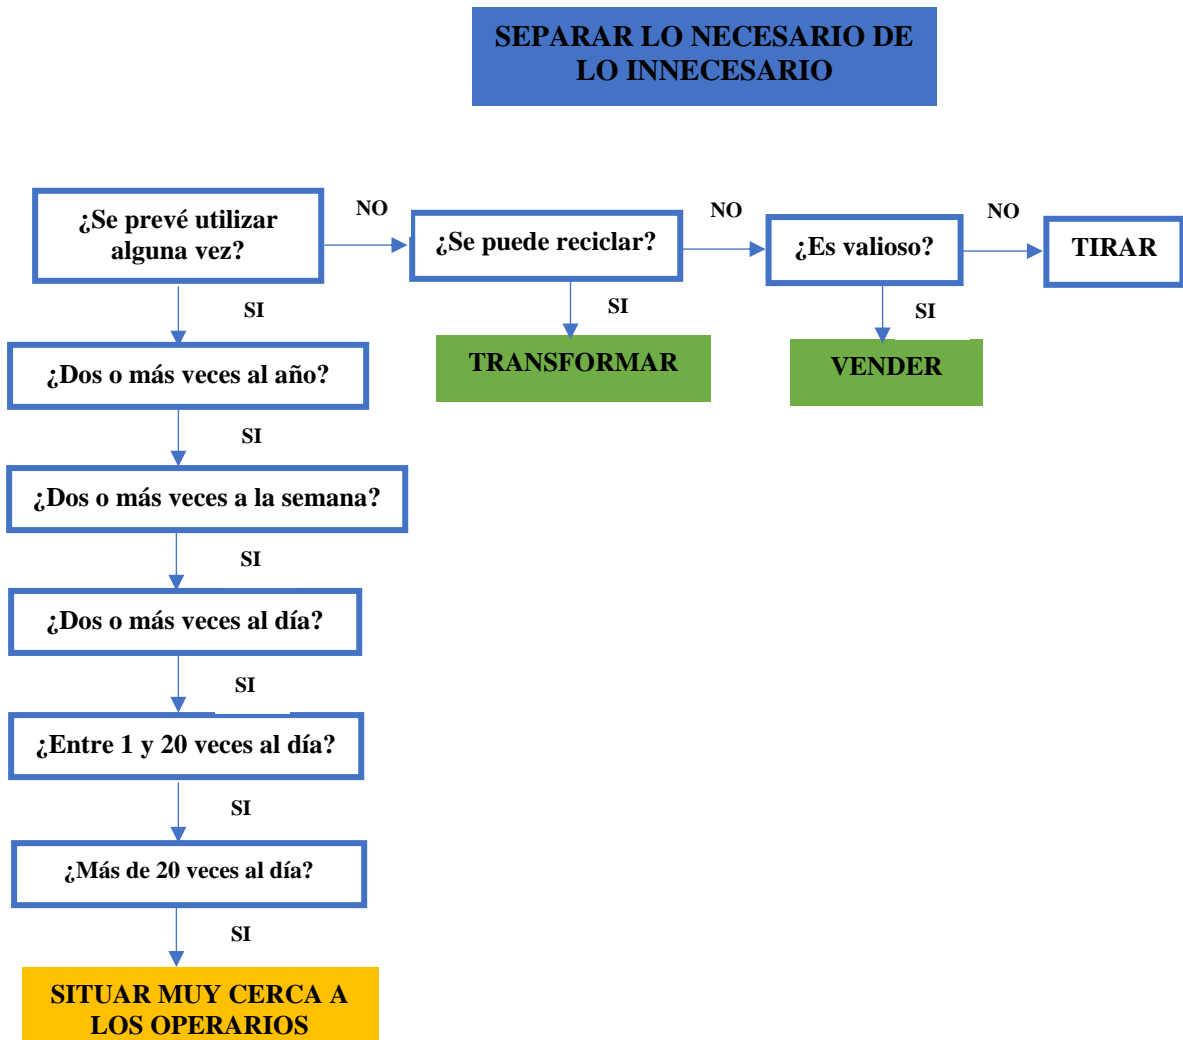 SEPARAR LO NECESARIO DE
LO INNECESARIO
¿Se prevé utilizar
alguna vez?
NO
¿Se puede reciclar?
NO
¿Es valioso?
NO
TIRAR
SI
SI
SI
¿Dos o más veces al año?
TRANSFORMAR
VENDER
SI
¿Dos o más veces a la semana?
SI
¿Dos o más veces al día?
SI
¿Entre 1 y 20 veces al día?
SI
¿Más de 20 veces al día?
SI
SITUAR MUY CERCA A
LOS OPERARIOS